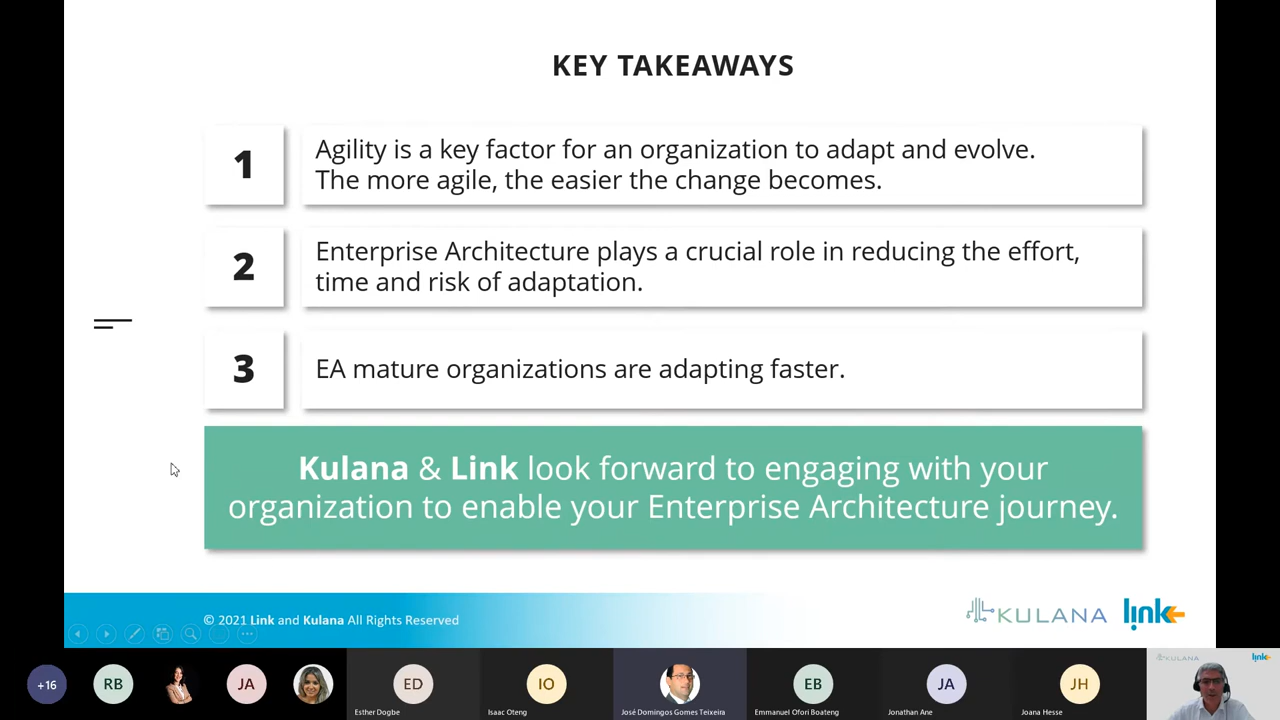 KEY TAKEAWAYS
1
Agility is a key factor for an organization to adapt and evolve.
The more agile, the easier the change becomes.
2
Enterprise Architecture plays a crucial role in reducing the effort,
time and risk of adaptation.
3
EA mature organizations are adapting faster.
Kulana & Link look forward to engaging with your
organization to enable your Enterprise Architecture journey.
© 2021 Link and Kulana All Rights Reserved
KULANA
link
+16
RB
JA
ED
Esther Dogbe
IO
Isaac Oteng
José Domingos Gomes Teixeira
EB
Emmanuel Ofori Boateng
JA
Jonathan Ane
JH
Joana Hesse
KULANA
link